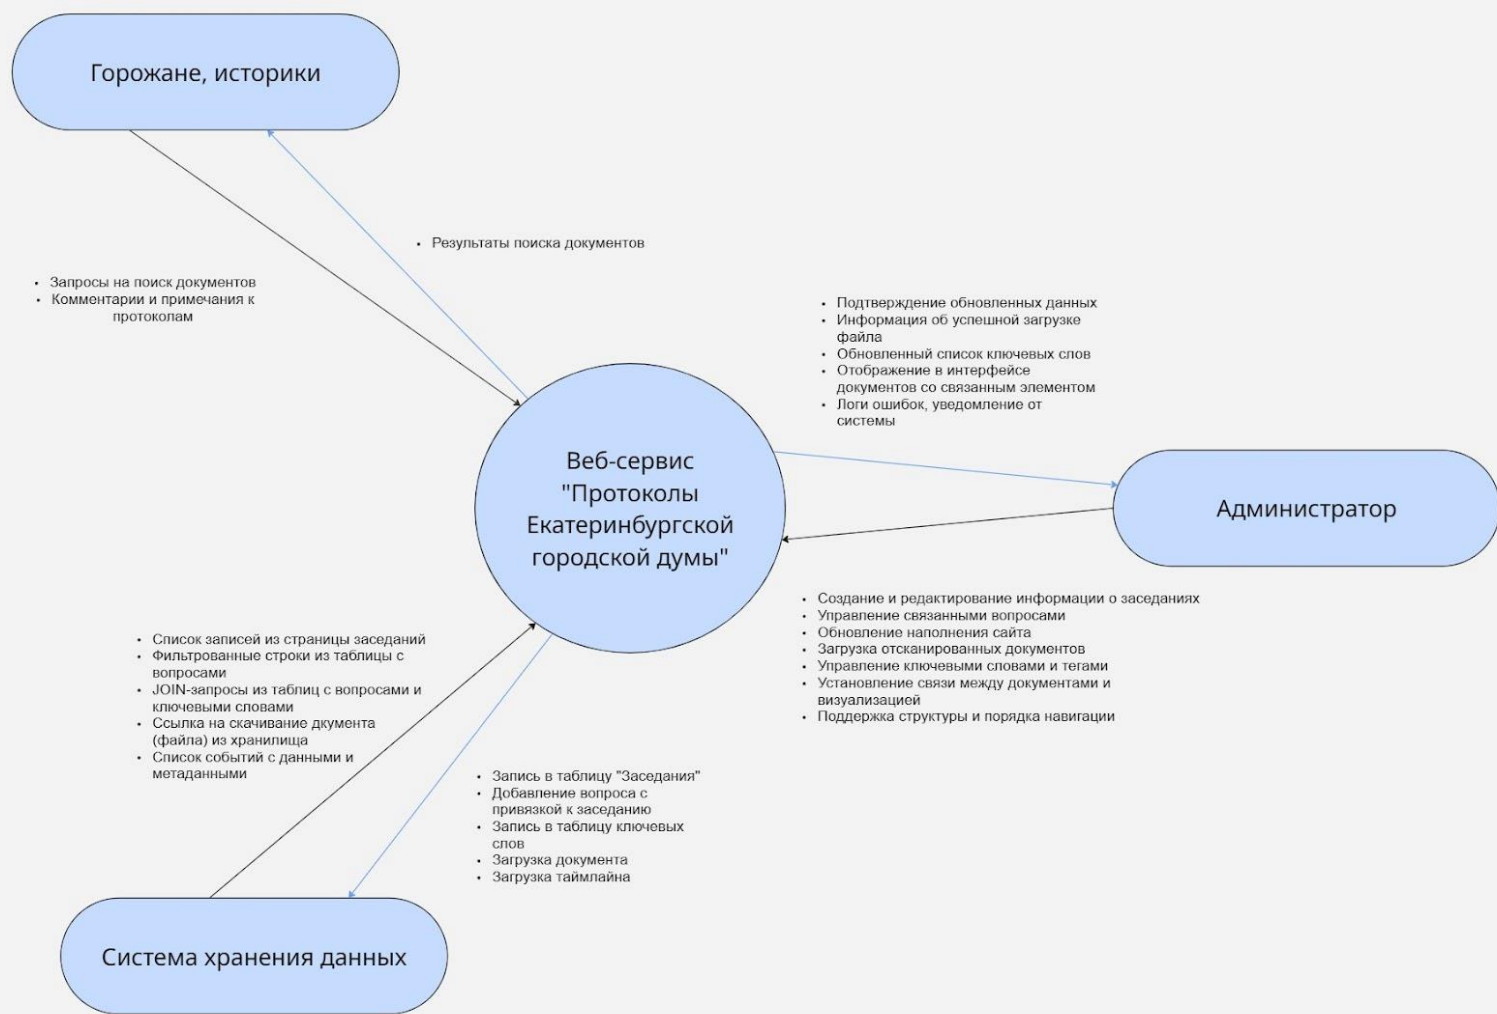 Горожане, историки
• Результаты поиска документов
• Запросы на поиск документов
• Комментарии и примечания к
протоколам
• Подтверждение обновленных данных
• Информация об успешной загрузке
файла
• Обновленный список ключевых слов
• Отображение в интерфейсе
документов со связанным элементом
• Логи ошибок, уведомление от
системы
Веб-сервис
"Протоколы
Екатеринбургской
городской думы"
Администратор
• Создание и редактирование информации о заседаниях
• Управление связанными вопросами
• Обновление наполнения сайта
• Загрузка отсканированных документов
• Управление ключевыми словами и тегами
• Установление связи между документами и
визуализацией
• Поддержка структуры и порядка навигации
• Список записей из страницы заседаний
• Фильтрованные строки из таблицы с
вопросами
• JOIN-запросы из таблиц с вопросами и
ключевыми словами
• Ссылка на скачивание дкумента
(файла) из хранилища
• Список событий с данными и
метаданными
• Запись в таблицу "Заседания"
• Добавление вопроса с
привязкой к заседанию
• Запись в таблицу ключевых
слов
• Загрузка документа
• Загрузка таймлайна
Система хранения данных